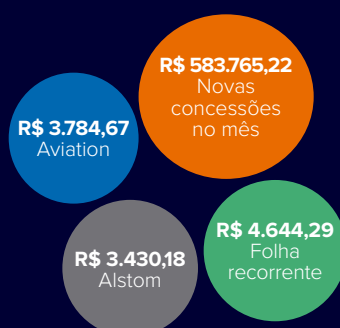 R$ 583.765,22
Novas
concessões
no mês
R$ 3.784,67
Aviation
R$ 4.644,29
Folha
recorrente
R$ 3.430,18
Alstom